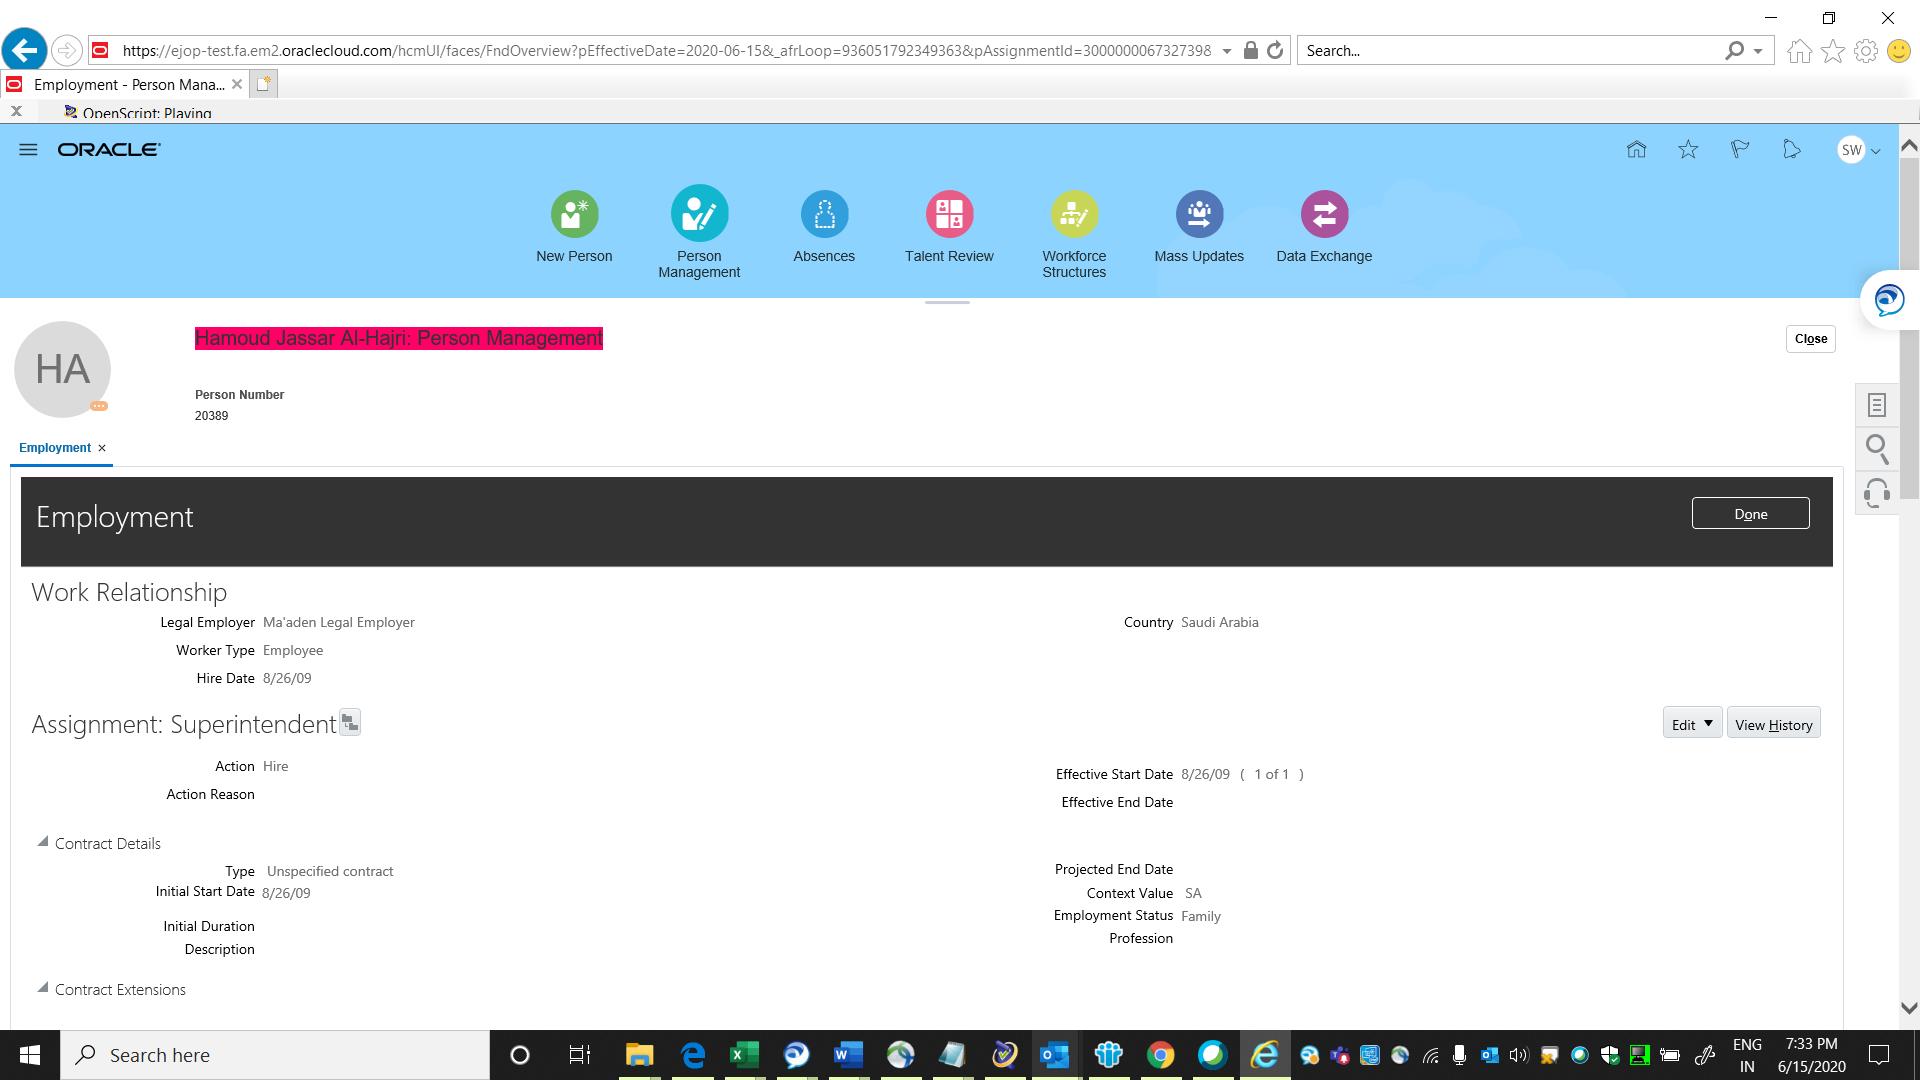 https://ejop-test.fa.em2.oraclecloud.com/hcmUI/faces/FndOverview?pEffectiveDate=2020-06-15&_afrLoop=936051792349363&pAssignmentId=3000000067327398
Search...
Employment - Person Mana...
OpenScript: Playing
ORACLE
SW
New Person
Person Management
Absences
Talent Review
Workforce Structures
Mass Updates
Data Exchange
HA
Hamoud Jassar Al-Hajri: Person Management
Close
Person Number
20389
Employment
Employment
Done
Work Relationship
Legal Employer Ma'aden Legal Employer
Country Saudi Arabia
Worker Type Employee
Hire Date 8/26/09
Assignment: Superintendent
Edit
View History
Action Hire
Effective Start Date 8/26/09 ( 1 of 1 )
Action Reason
Effective End Date
Contract Details
Type Unspecified contract
Projected End Date
Initial Start Date 8/26/09
Context Value SA
Employment Status Family
Initial Duration
Profession
Description
Contract Extensions
Search here
ENG
IN
7:33 PM
6/15/2020